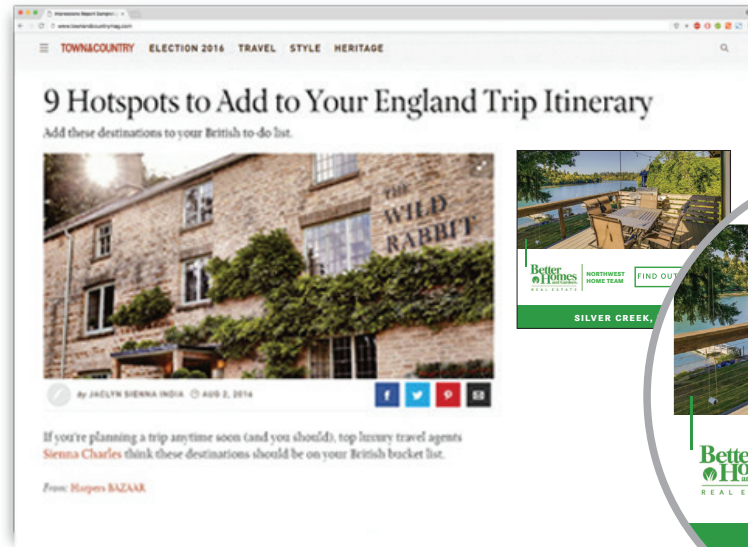 www.townandcountrymag.com
TOWN&COUNTRY ELECTION 2016 TRAVEL STYLE HERITAGE
9 Hotspots to Add to Your England Trip Itinerary
Add these destinations to your British to-do list.
THE
WILD
RABBIT
By JACLYN SIENNA INDIA AUG 2, 2016
If you're planning a trip anytime soon (and you should), top luxury travel agents
Sienna Charles think these destinations should be on your British bucket list.
From: Harpers BAZAAR
Better
Homes
and Gardens
REAL ESTATE
NORTHWEST
HOME TEAM
FIND OUT
SILVER CREEK,
Bette
Ho
an
REAL E